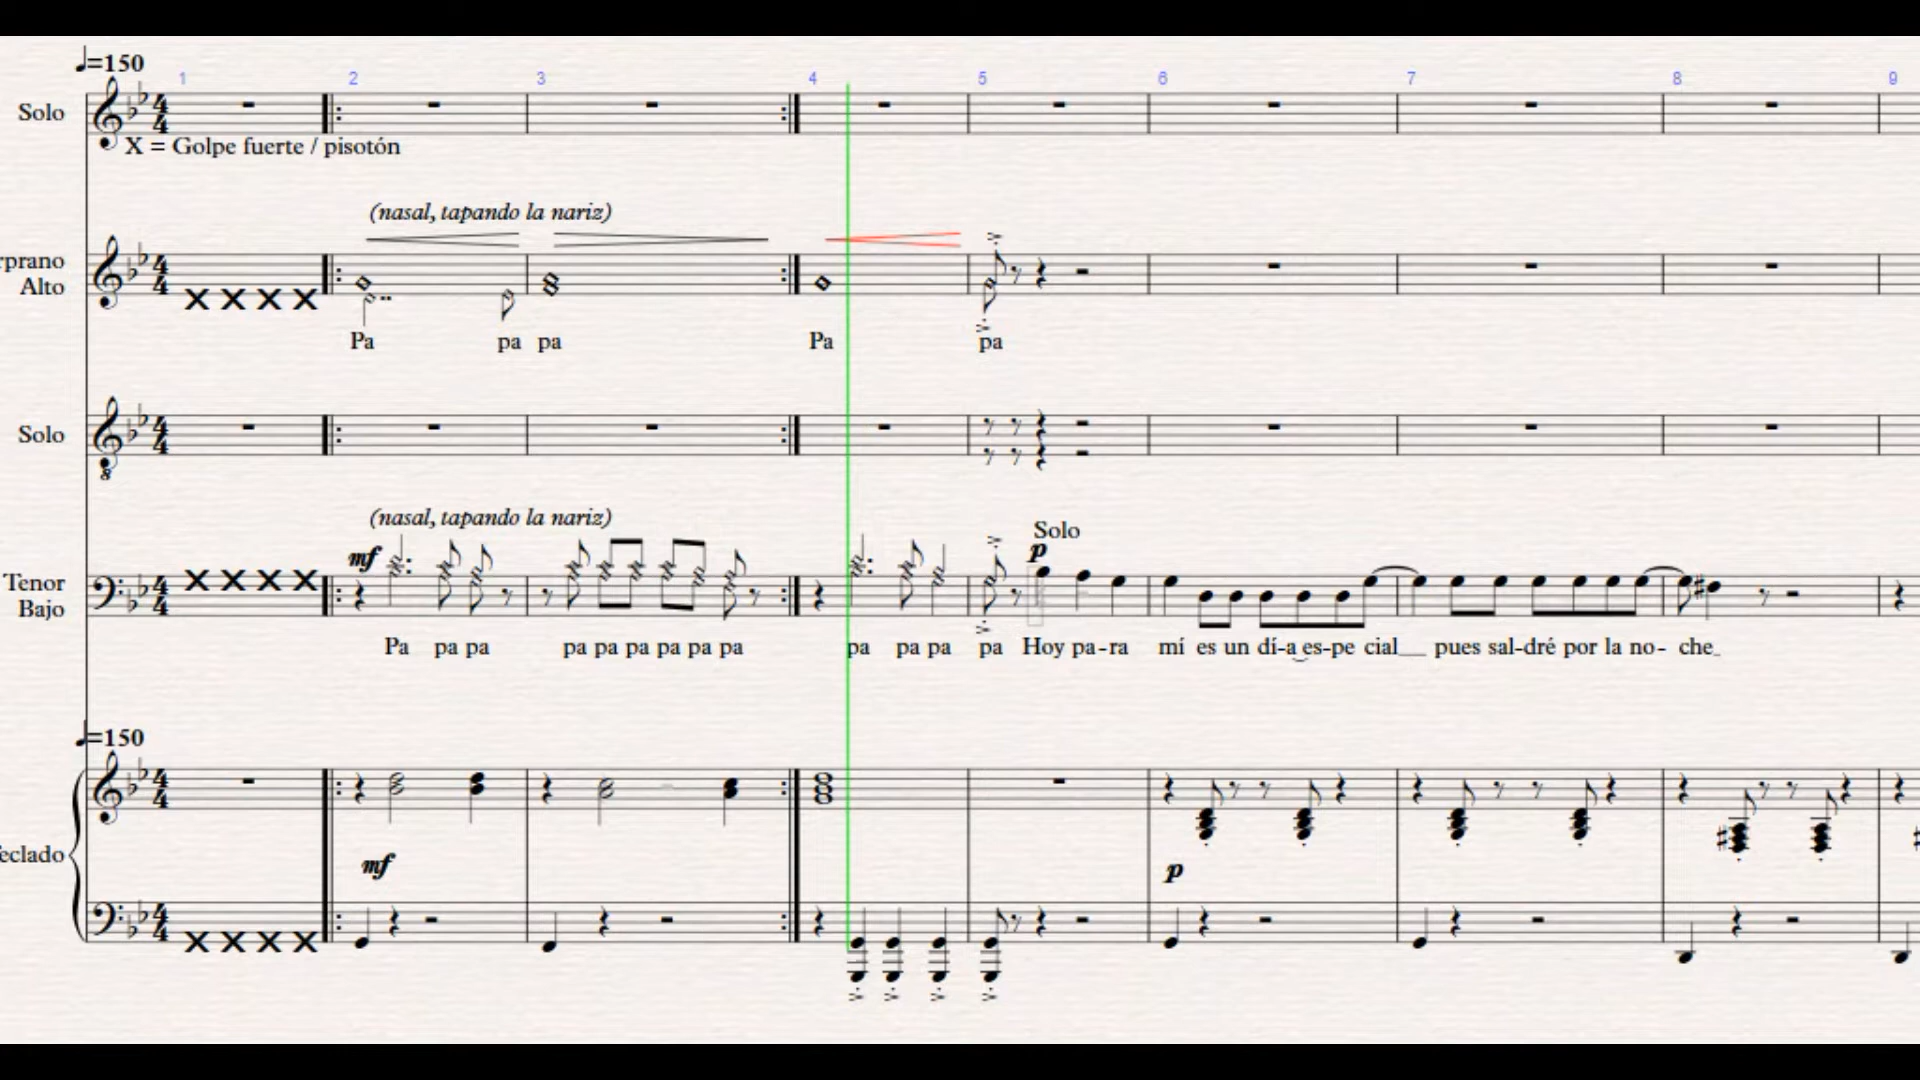 ♩=150
1 2 3 4 5 6 7 8 9
Solo
X = Golpe fuerte / pisotón
(nasal, tapando la nariz)
prano
Alto
X X X X
Pa pa pa Pa pa
Solo
(nasal, tapando la nariz)
Solo
mf p
Tenor
Bajo
X X X X
Pa pa pa pa pa pa pa pa pa pa pa pa pa Hoy pa-ra mí es un dí-a es-pe cial__ pues sal-dré por la no- che_
♩=150
eclado
mf p
X X X X